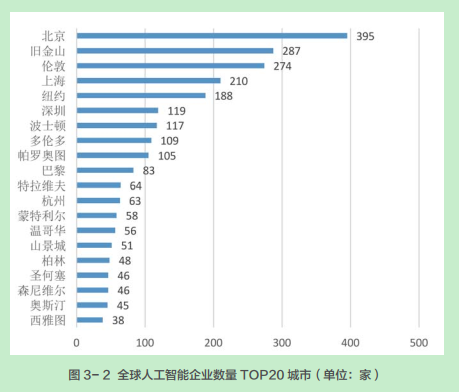 北京 395
旧金山 287
伦敦 274
上海 210
纽约 188
深圳 119
波士顿 117
多伦多 109
帕罗奥图 105
巴黎 83
特拉维夫 64
杭州 63
蒙特利尔 58
温哥华 56
山景城 51
柏林 48
圣何塞 46
森尼维尔 46
奥斯汀 45
西雅图 38
0 100 200 300 400 500
图 3-2 全球人工智能企业数量 TOP20 城市（单位：家）